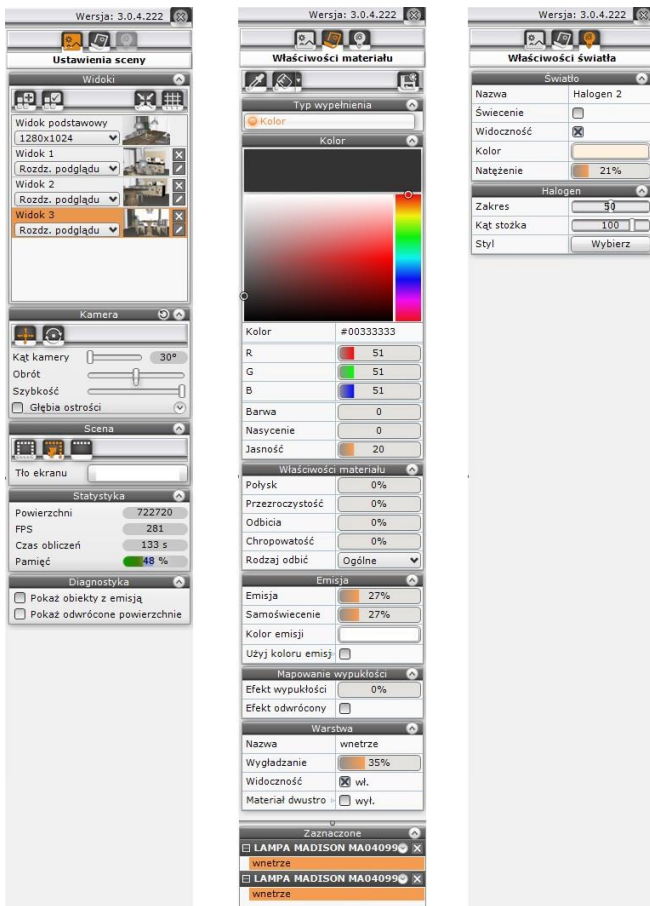 Wersja: 3.0.4.222
Ustawienia sceny
Widoki
Widok podstawowy
1280x1024
Widok 1
Rozdz. podglądu
Widok 2
Rozdz. podglądu
Widok 3
Rozdz. podglądu
Kamera
Kąt kamery 30°
Obrót
Szybkość
Głębia ostrości
Scena
Tło ekranu
Statystyka
Powierzchni 722720
FPS 281
Czas obliczeń 133 s
Pamięć 48 %
Diagnostyka
Pokaż obiekty z emisją
Pokaż odwrócone powierzchnie
Wersja: 3.0.4.222
Właściwości materiału
Typ wypełnienia
Kolor
Kolor
Kolor #00333333
R 51
G 51
B 51
Barwa 0
Nasycenie 0
Jasność 20
Właściwości materiału
Połysk 0%
Przezroczystość 0%
Odbicia 0%
Chropowatość 0%
Rodzaj odbić Ogólne
Emisja
Emisja 27%
Samoświecenie 27%
Kolor emisji
Użyj koloru emisj
Mapowanie wypukłości
Efekt wypukłości 0%
Efekt odwrócony
Warstwa
Nazwa wnetrze
Wygładzanie 35%
Widoczność wł.
Materiał dwustro wył.
Zaznaczone
LAMPA MADISON MA04099
wnetrze
LAMPA MADISON MA04099
wnetrze
Wersja: 3.0.4.222
Właściwości światła
Światło
Nazwa Halogen 2
Świecenie
Widoczność
Kolor
Natężenie 21%
Halogen
Zakres 50
Kąt stożka 100
Styl Wybierz